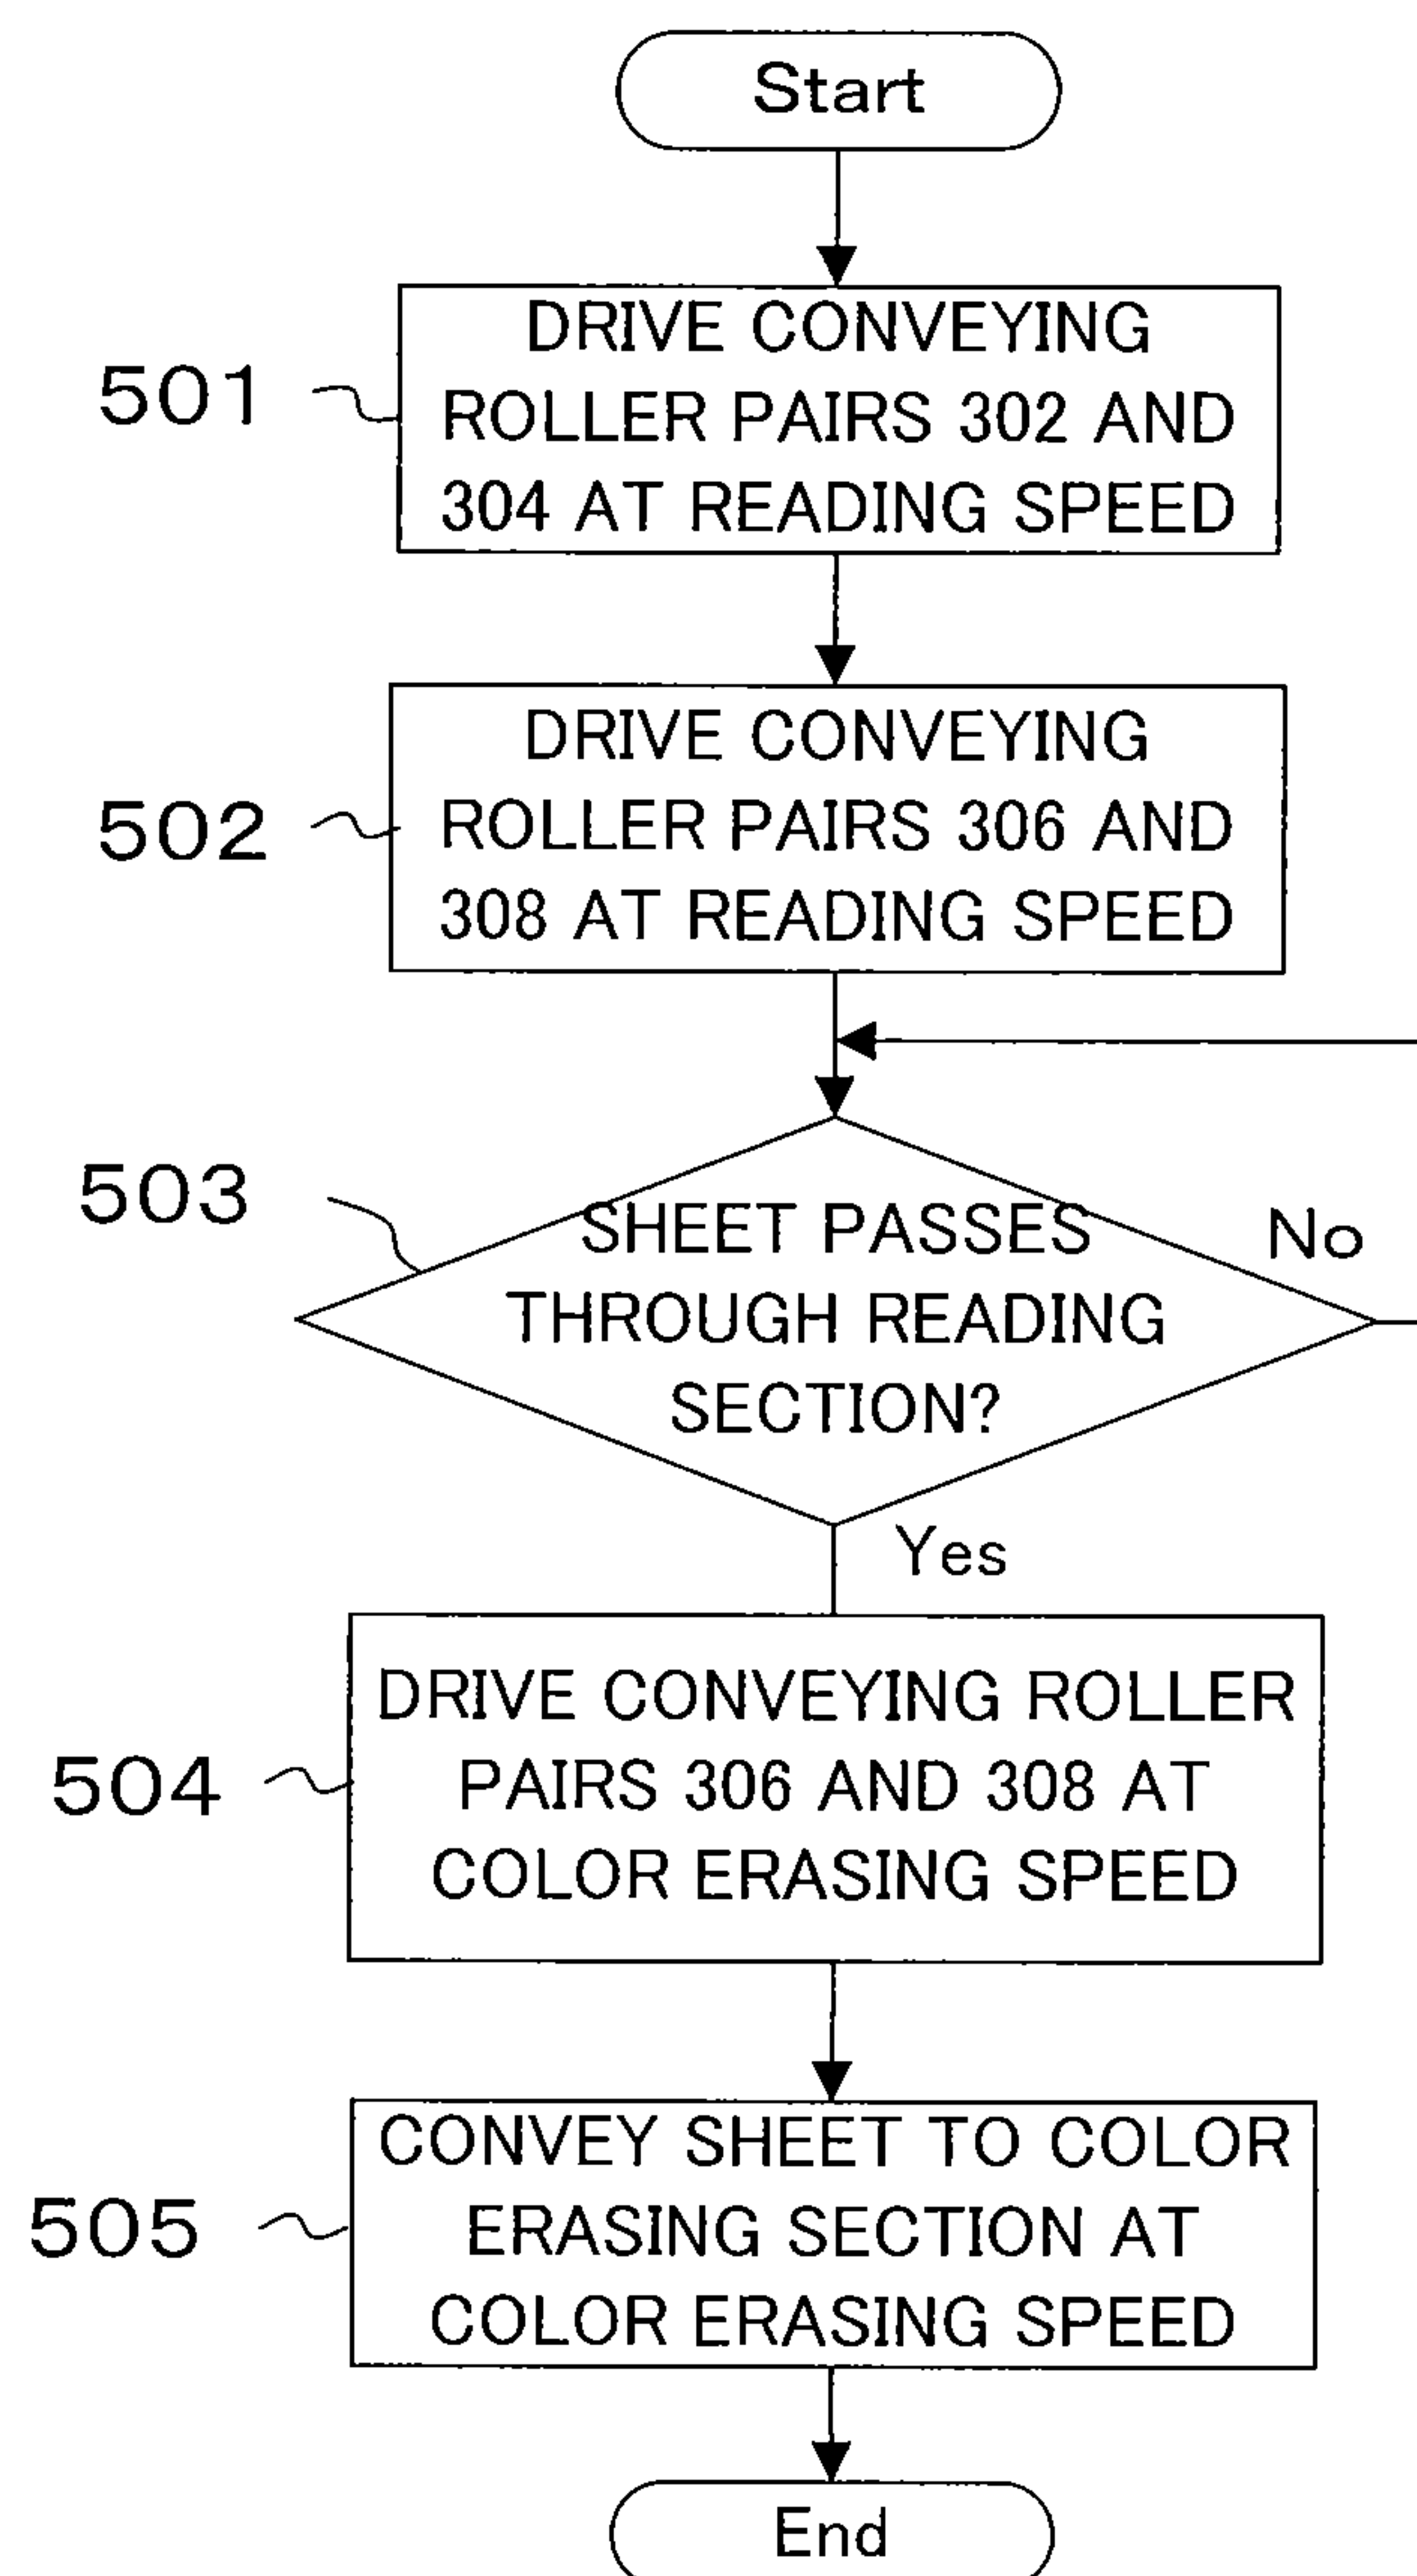 Start
501
DRIVE CONVEYING
ROLLER PAIRS 302 AND
304 AT READING SPEED
502
DRIVE CONVEYING
ROLLER PAIRS 306 AND
308 AT READING SPEED
503
SHEET PASSES
THROUGH READING
SECTION?
No
Yes
504
DRIVE CONVEYING ROLLER
PAIRS 306 AND 308 AT
COLOR ERASING SPEED
505
CONVEY SHEET TO COLOR
ERASING SECTION AT
COLOR ERASING SPEED
End